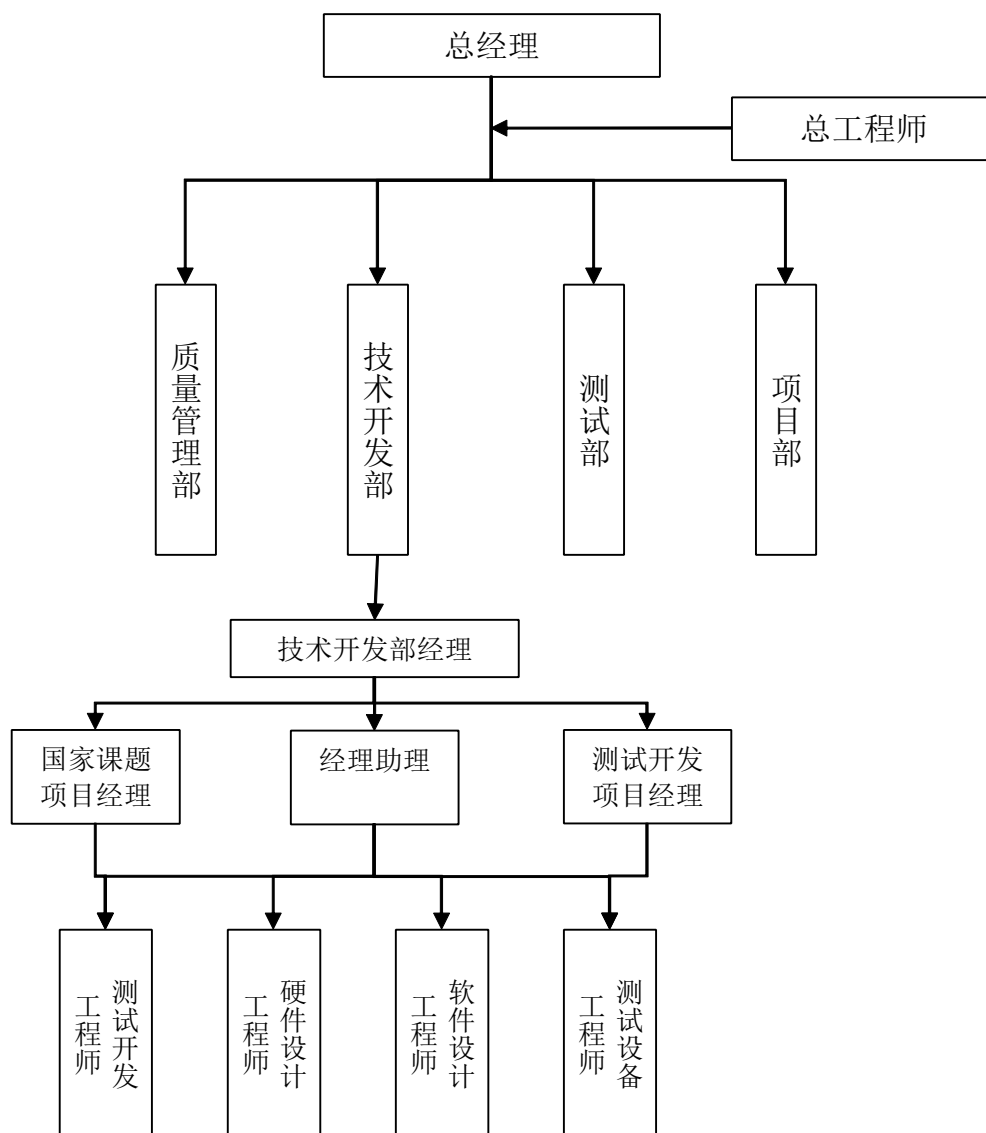 总经理
总工程师
质量管理部
技术开发部
测试部
项目部
技术开发部经理
国家课题
项目经理
经理助理
测试开发
项目经理
测试开发
工程师
硬件设计
工程师
软件设计
工程师
测试设备
工程师